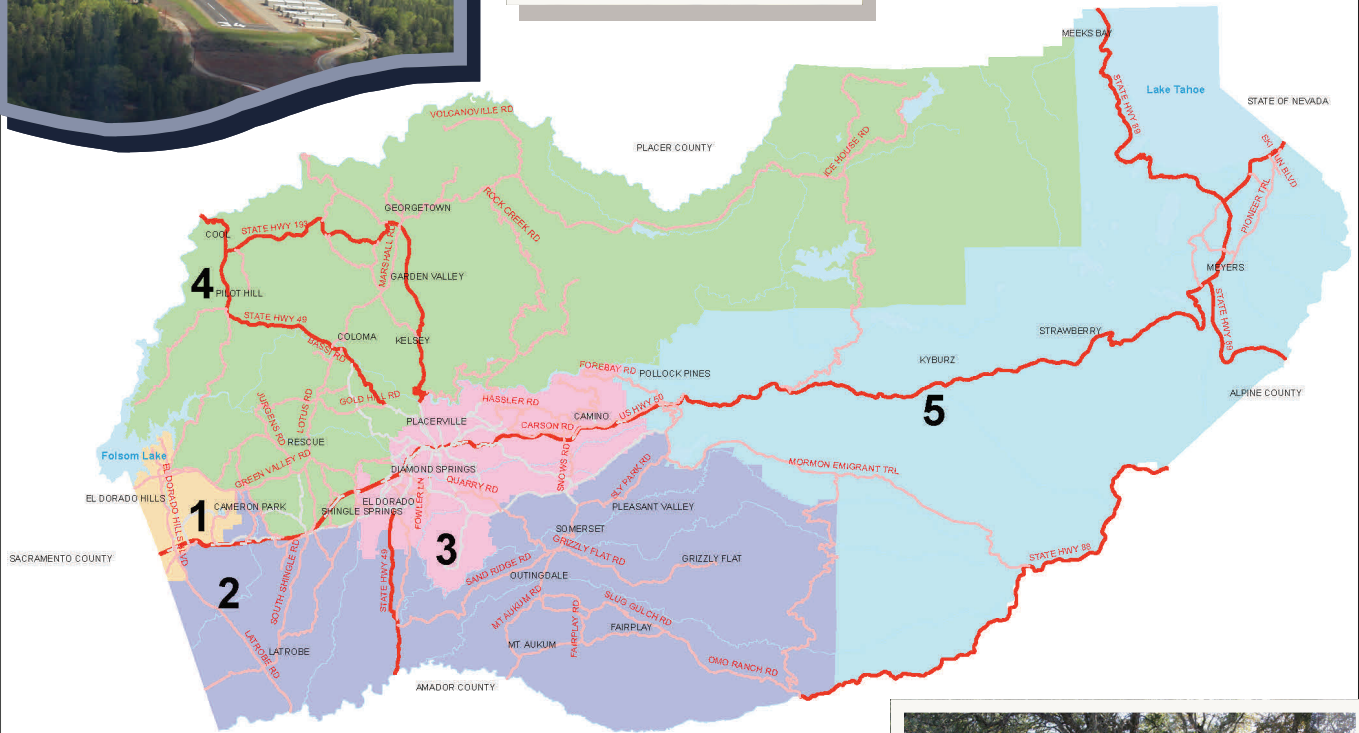 34
MEEKS BAY
Lake Tahoe
STATE OF NEVADA
STATE HWY 89
VOLCANOVILLE RD
PLACER COUNTY
ICE HOUSE RD
SKI RUN BLVD
PIONEER TRL
GEORGETOWN
ROCK CREEK RD
COOL
STATE HWY 193
MARSHALL RD
GARDEN VALLEY
MEYERS
4
PILOT HILL
STATE HWY 49
COLOMA
KELSEY
BASSI RD
STRAWBERRY
STATE HWY 89
KYBURZ
FOREBAY RD
POLLOCK PINES
ALPINE COUNTY
JURGENS RD
LOTUS RD
GOLD HILL RD
HASSLER RD
5
PLACERVILLE
CARSON RD
CAMINO
US HWY 50
RESCUE
Folsom Lake
GREEN VALLEY RD
DIAMOND SPRINGS
SNOWS RD
SLY PARK RD
MORMON EMIGRANT TRL
QUARRY RD
EL DORADO HILLS
EL DORADO HILLS BLVD
1
CAMERON PARK
EL DORADO
SHINGLE SPRINGS
FOWLER LN
PLEASANT VALLEY
SOMERSET
SACRAMENTO COUNTY
3
GRIZZLY FLAT RD
GRIZZLY FLAT
STATE HWY 88
2
SOUTH SHINGLE RD
STATE HWY 49
SAND RIDGE RD
OUTINGDALE
MT AUKUM RD
SLUG GULCH RD
FAIRPLAY RD
FAIRPLAY
LATROBE RD
LATROBE
MT. AUKUM
OMO RANCH RD
AMADOR COUNTY